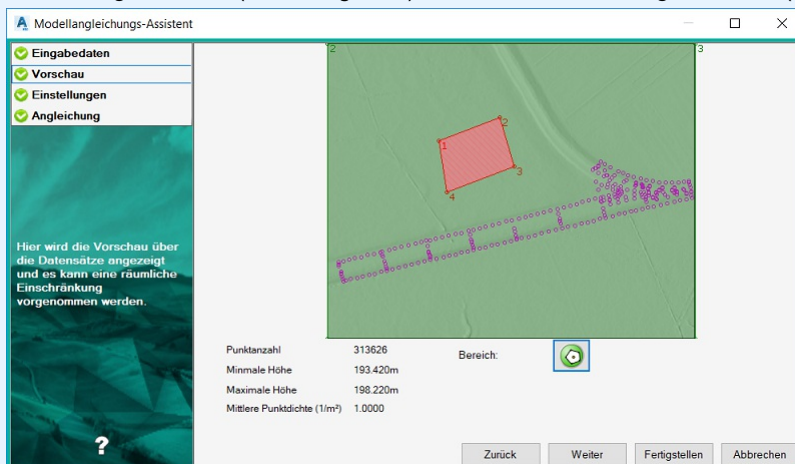 Modellangleichungs-Assistent
Eingabedaten
Vorschau
Einstellungen
Angleichung
Hier wird die Vorschau über
die Datensätze angezeigt
und es kann eine räumliche
Einschränkung
vorgenommen werden.
?
2
3
1
2
3
4
Punktanzahl 313626
Minmale Höhe 193.420m
Maximale Höhe 198.220m
Mittlere Punktdichte (1/m²) 1.0000
Bereich:
Zurück Weiter Fertigstellen Abbrechen